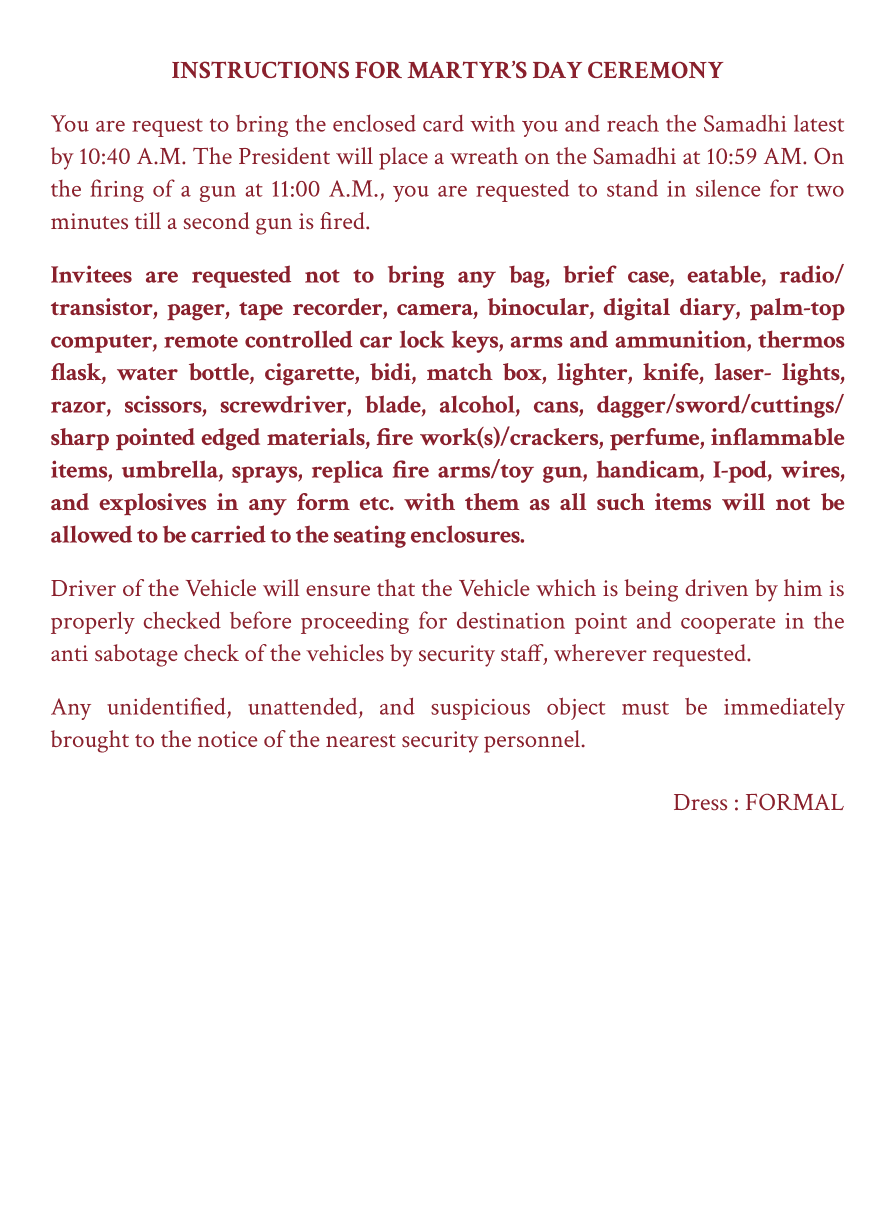 INSTRUCTIONS FOR MARTYR’S DAY CEREMONY
You are request to bring the enclosed card with you and reach the Samadhi latest
by 10:40 A.M. The President will place a wreath on the Samadhi at 10:59 AM. On
the firing of a gun at 11:00 A.M., you are requested to stand in silence for two
minutes till a second gun is fired.
Invitees are requested not to bring any bag, brief case, eatable, radio/
transistor, pager, tape recorder, camera, binocular, digital diary, palm-top
computer, remote controlled car lock keys, arms and ammunition, thermos
flask, water bottle, cigarette, bidi, match box, lighter, knife, laser- lights,
razor, scissors, screwdriver, blade, alcohol, cans, dagger/sword/cuttings/
sharp pointed edged materials, fire work(s)/crackers, perfume, inflammable
items, umbrella, sprays, replica fire arms/toy gun, handicam, I-pod, wires,
and explosives in any form etc. with them as all such items will not be
allowed to be carried to the seating enclosures.
Driver of the Vehicle will ensure that the Vehicle which is being driven by him is
properly checked before proceeding for destination point and cooperate in the
anti sabotage check of the vehicles by security staff, wherever requested.
Any unidentified, unattended, and suspicious object must be immediately
brought to the notice of the nearest security personnel.
Dress : FORMAL